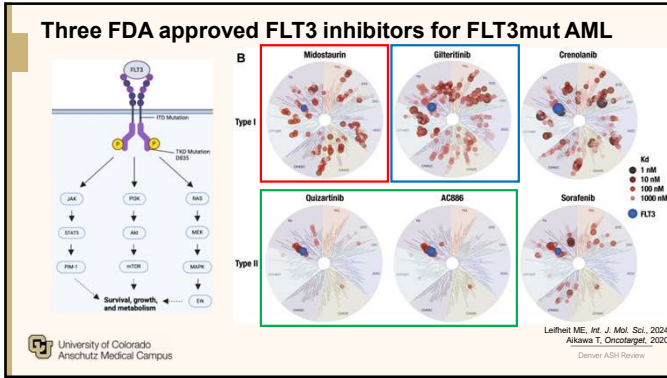 Three FDA approved FLT3 inhibitors for FLT3mut AML
FLT3
ITD Mutation
P
P
TKD Mutation
D835
JAK
PI3K
RAS
STAT5
Akt
MEK
PIM-1
mTOR
MAPK
Survival, growth,
and metabolism
Erk
B
Midostaurin
Gilteritinib
Crenolanib
Type I
Quizartinib
AC886
Sorafenib
Type II
Kd
1 nM
10 nM
100 nM
1000 nM
FLT3
University of Colorado
Anschutz Medical Campus
Leifheit ME, Int. J. Mol. Sci., 2024
Aikawa T, Oncotarget, 2020
Denver ASH Review